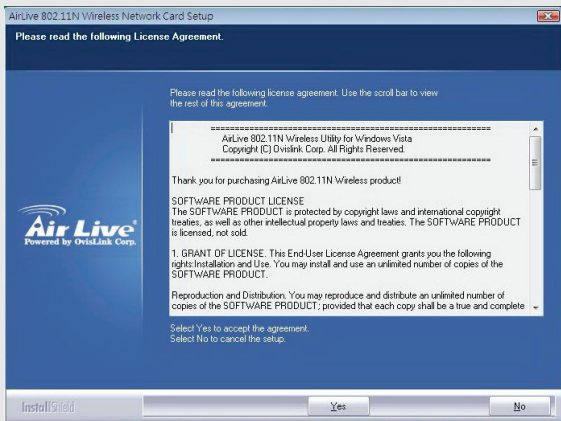 AirLive 802.11N Wireless Network Card Setup
Please read the following License Agreement.
Please read the following license agreement. Use the scroll bar to view
the rest of this agreement.
============================================================
AirLive 802.11N Wireless Utility for Windows Vista
Copyright (C) Ovislink Corp. All Rights Reserved.
============================================================
Thank you for purchasing AirLive 802.11N Wireless product!
SOFTWARE PRODUCT LICENSE
The SOFTWARE PRODUCT is protected by copyright laws and international copyright
treaties, as well as other intellectual property laws and treaties. The SOFTWARE PRODUCT
is licensed, not sold.
1. GRANT OF LICENSE. This End-User License Agreement grants you the following
rights:Installation and Use. You may install and use an unlimited number of copies of the
SOFTWARE PRODUCT.
Reproduction and Distribution. You may reproduce and distribute an unlimited number of
copies of the SOFTWARE PRODUCT; provided that each copy shall be a true and complete
Air Live®
Powered by OvisLink Corp.
Select Yes to accept the agreement.
Select No to cancel the setup.
InstallShield
Yes
No